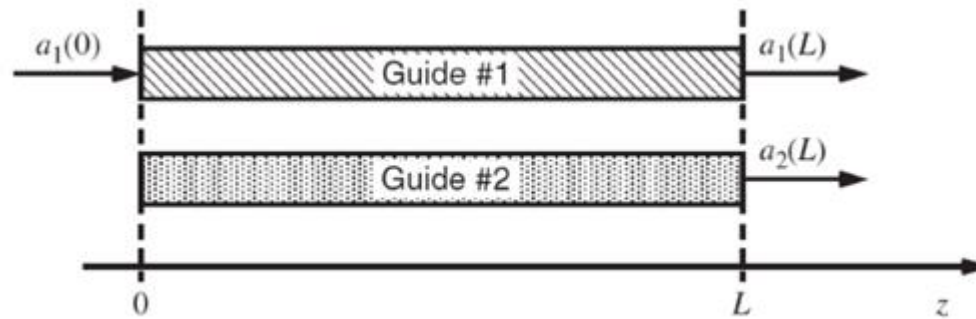 a₁(0) Guide #1 a₁(L)
Guide #2 a₂(L)
0 L z